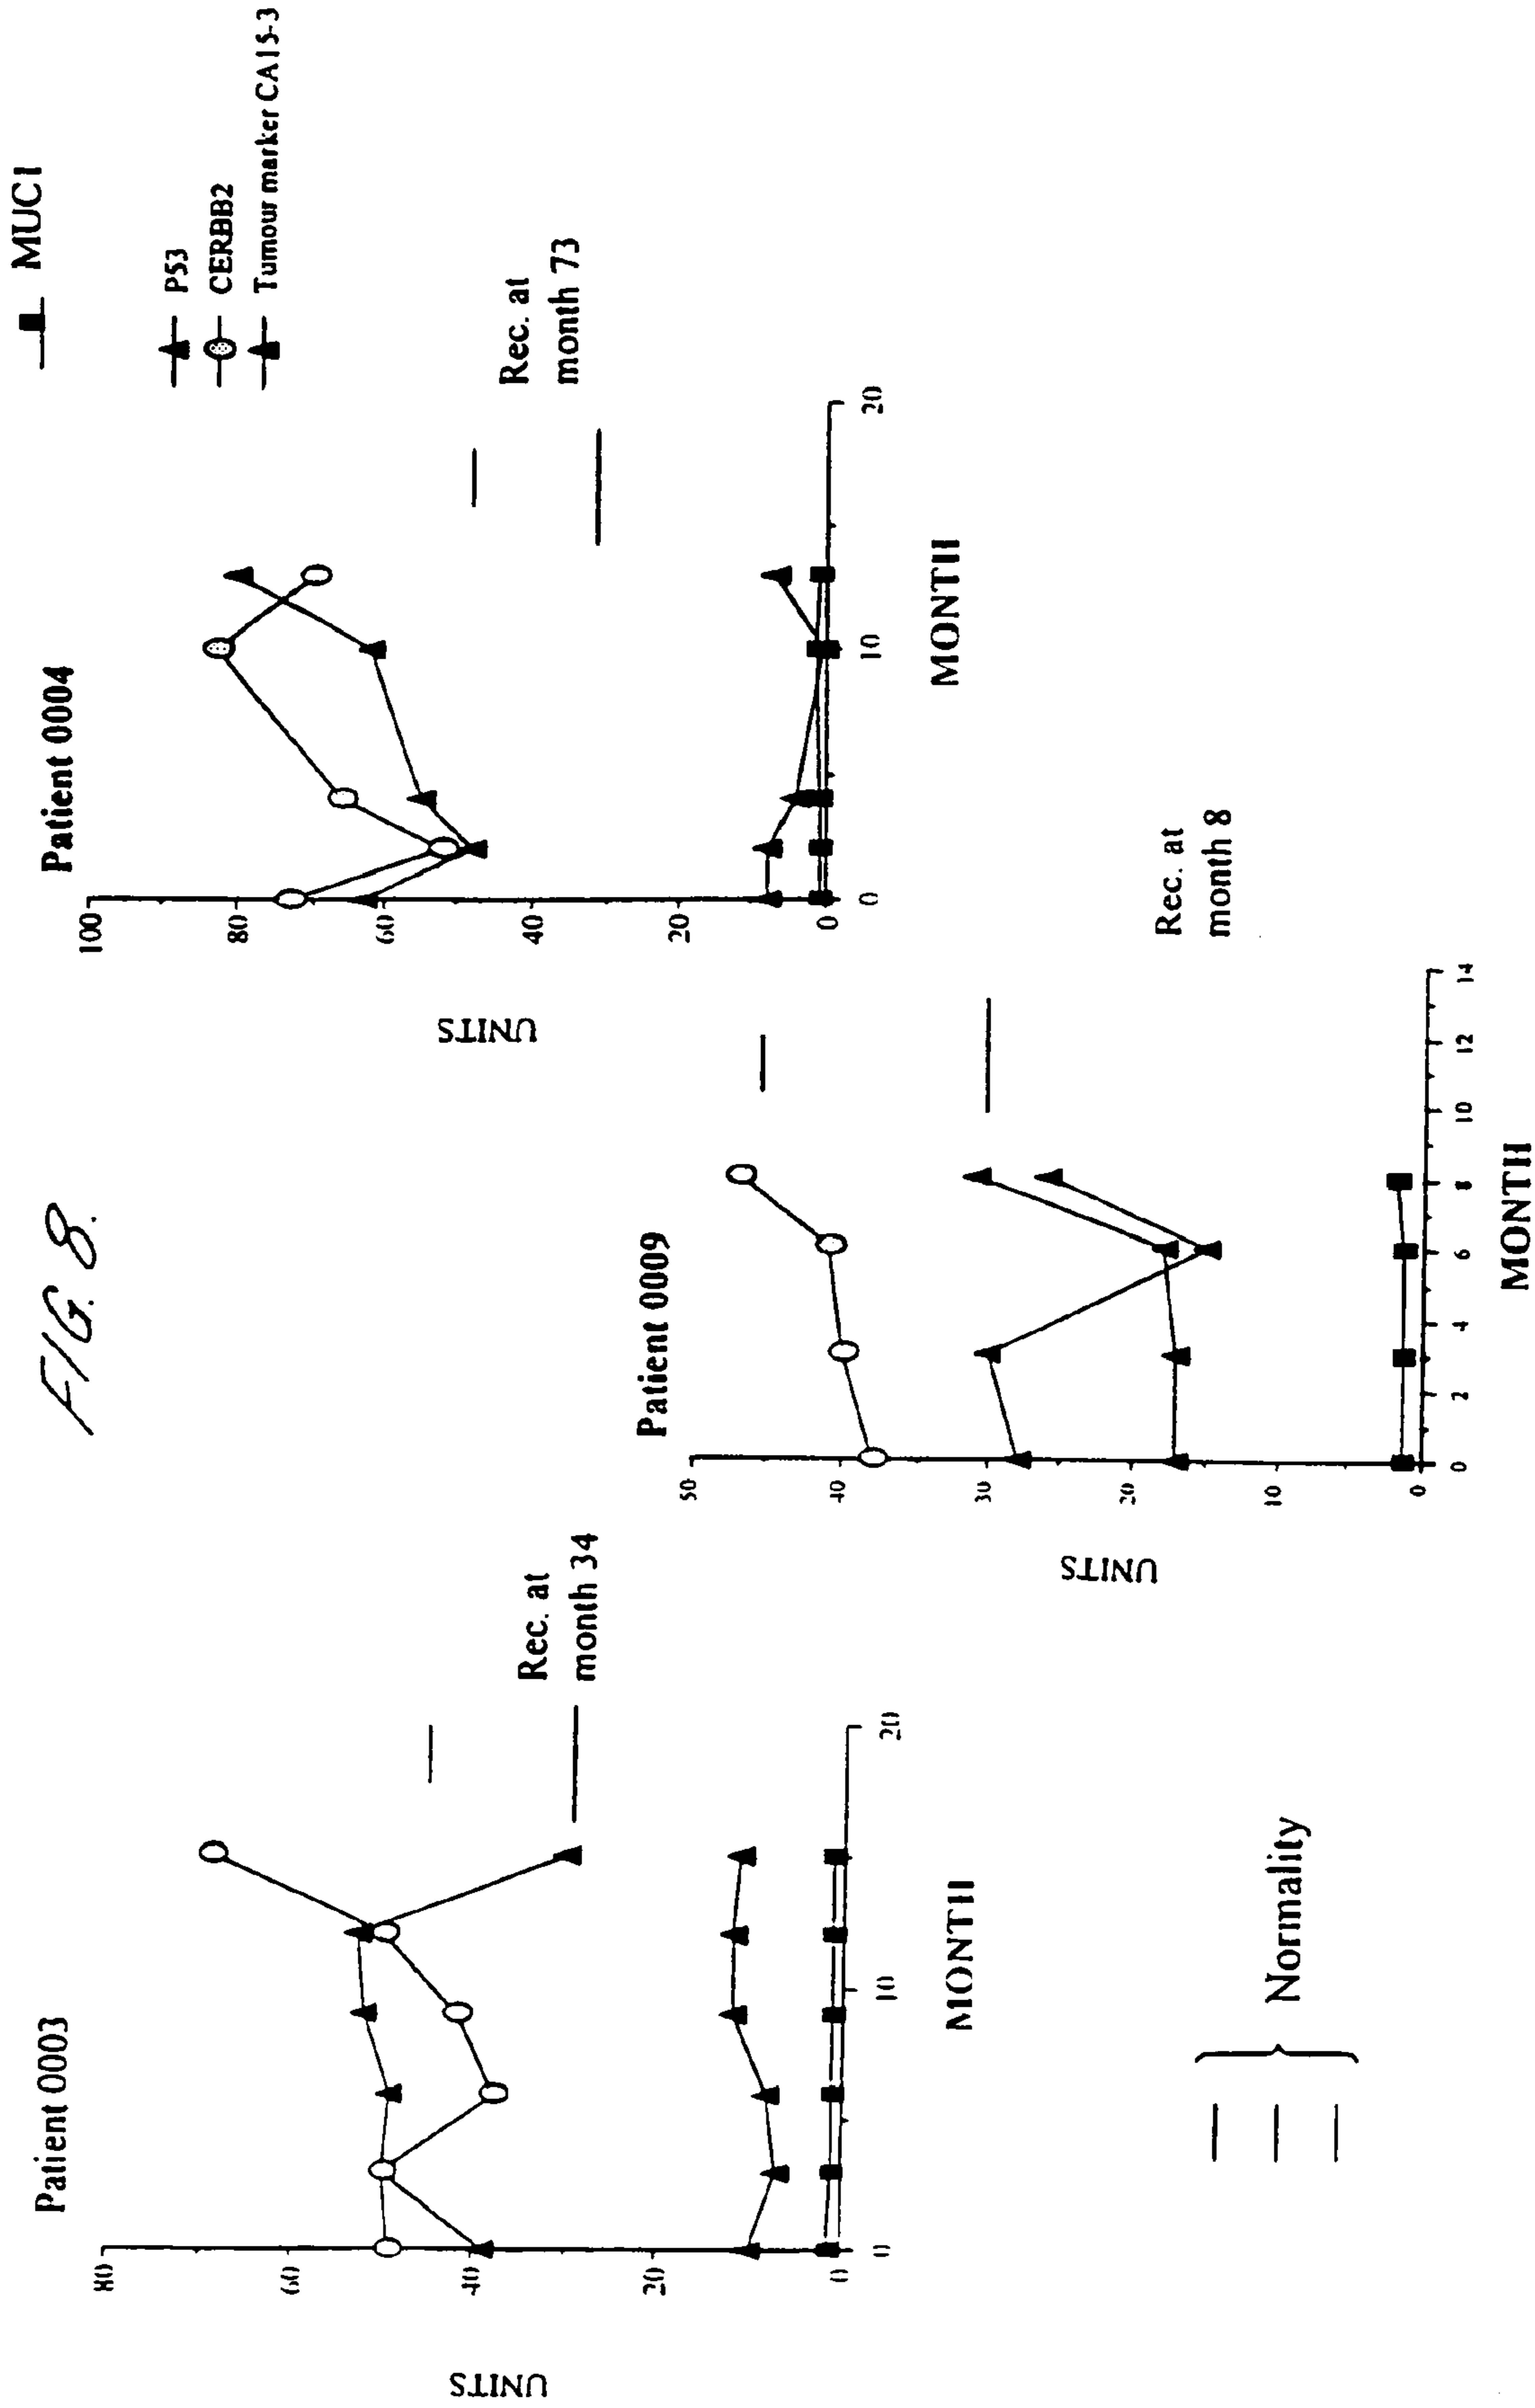 FIG. 8.
MUC1
P53
CERBB2
Tumour marker CA15-3
Patient 0003
UNITS
80
60
40
20
0
0
10
20
MONTH
Rec. at
month 34
Patient 0009
UNITS
50
40
30
20
10
0
0
2
4
6
8
10
12
14
MONTH
Rec. at
month 8
Patient 0004
UNITS
100
80
60
40
20
0
0
10
20
MONTH
Rec. at
month 73
Normality